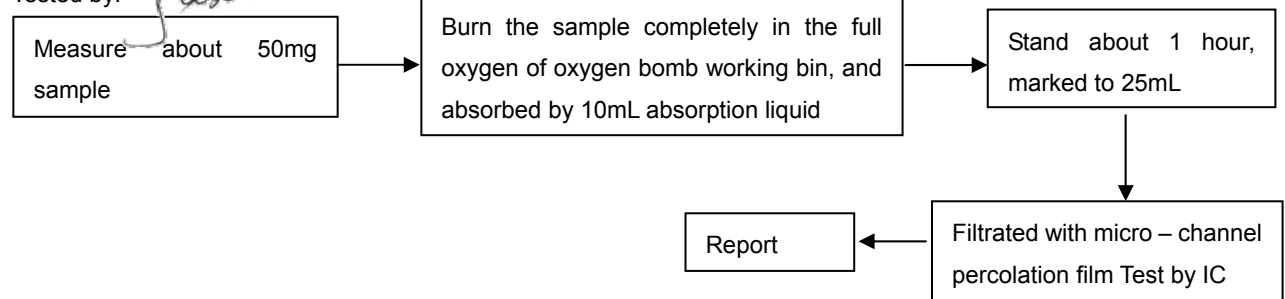 Tested by:
Measure about 50mg
sample
Burn the sample completely in the full
oxygen of oxygen bomb working bin, and
absorbed by 10mL absorption liquid
Stand about 1 hour,
marked to 25mL
Filtrated with micro – channel
percolation film Test by IC
Report